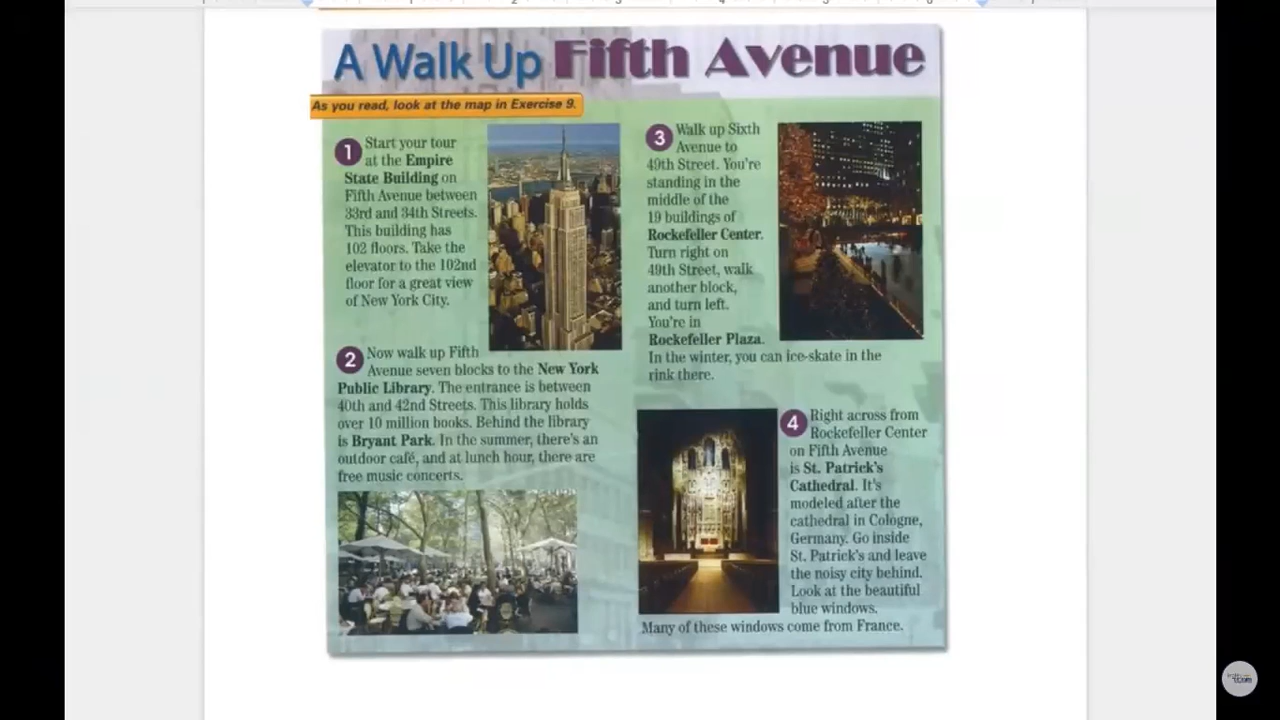 A Walk Up Fifth Avenue
As you read, look at the map in Exercise 9.
1 Start your tour
at the Empire
State Building on
Fifth Avenue between
33rd and 34th Streets.
This building has
102 floors. Take the
elevator to the 102nd
floor for a great view
of New York City.
2 Now walk up Fifth
Avenue seven blocks to the New York
Public Library. The entrance is between
40th and 42nd Streets. This library holds
over 10 million books. Behind the library
is Bryant Park. In the summer, there's an
outdoor café, and at lunch hour, there are
free music concerts.
3 Walk up Sixth
Avenue to
49th Street. You're
standing in the
middle of the
19 buildings of
Rockefeller Center.
Turn right on
49th Street, walk
another block,
and turn left.
You're in
Rockefeller Plaza.
In the winter, you can ice-skate in the
rink there.
4 Right across from
Rockefeller Center
on Fifth Avenue
is St. Patrick's
Cathedral. It's
modeled after the
cathedral in Cologne,
Germany. Go inside
St. Patrick's and leave
the noisy city behind.
Look at the beautiful
blue windows.
Many of these windows come from France.